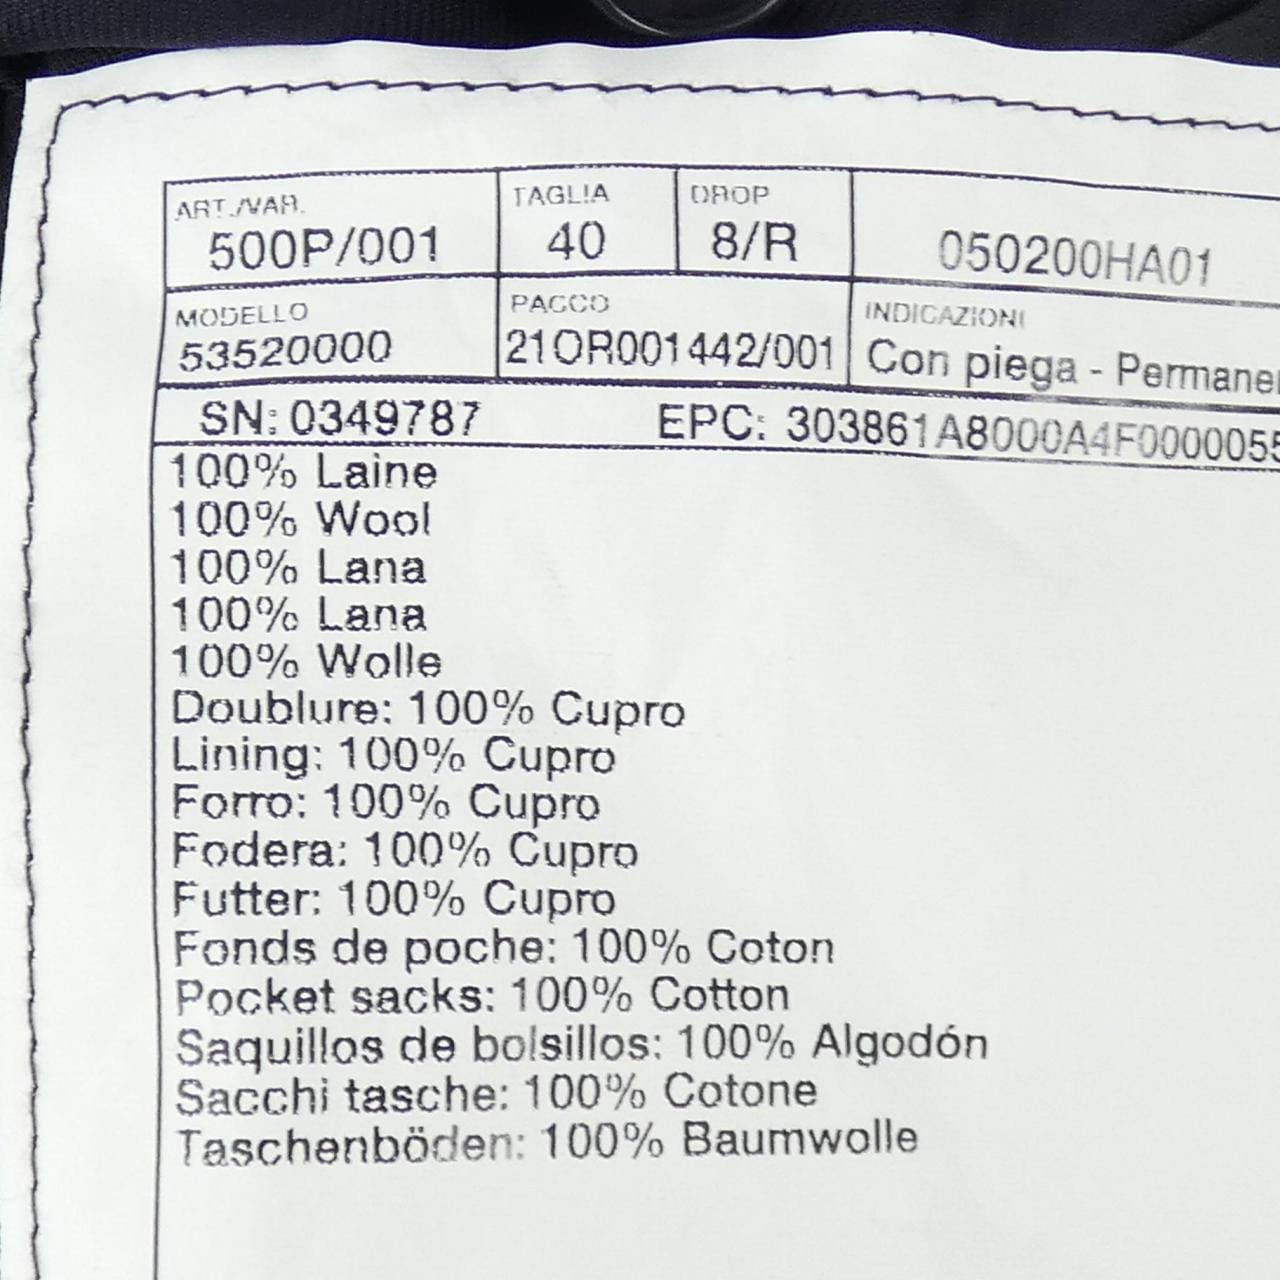 ART./VAR. TAGLIA DROP
500P/001 40 8/R 050200HA01
MODELLO PACCO INDICAZIONI
53520000 21OR001442/001 Con piega - Permanen
SN: 0349787 EPC: 303861A8000A4F0000055
100% Laine
100% Wool
100% Lana
100% Lana
100% Wolle
Doublure: 100% Cupro
Lining: 100% Cupro
Forro: 100% Cupro
Fodera: 100% Cupro
Futter: 100% Cupro
Fonds de poche: 100% Coton
Pocket sacks: 100% Cotton
Saquillos de bolsillos: 100% Algodón
Sacchi tasche: 100% Cotone
Taschenböden: 100% Baumwolle